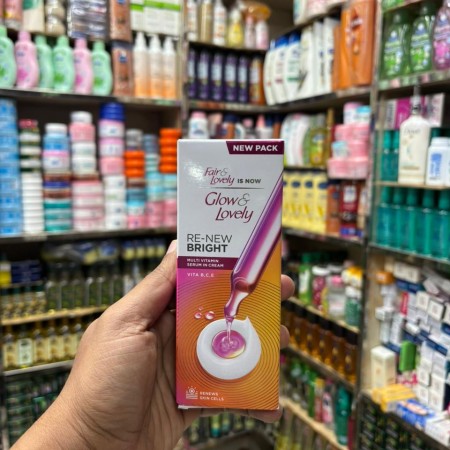 NEW PACK
Fair & Lovely IS NOW
Glow &
Lovely
RE-NEW
BRIGHT
MULTI VITAMIN
SERUM IN CREAM
VITA B,C,E
RENEWS
SKIN CELLS